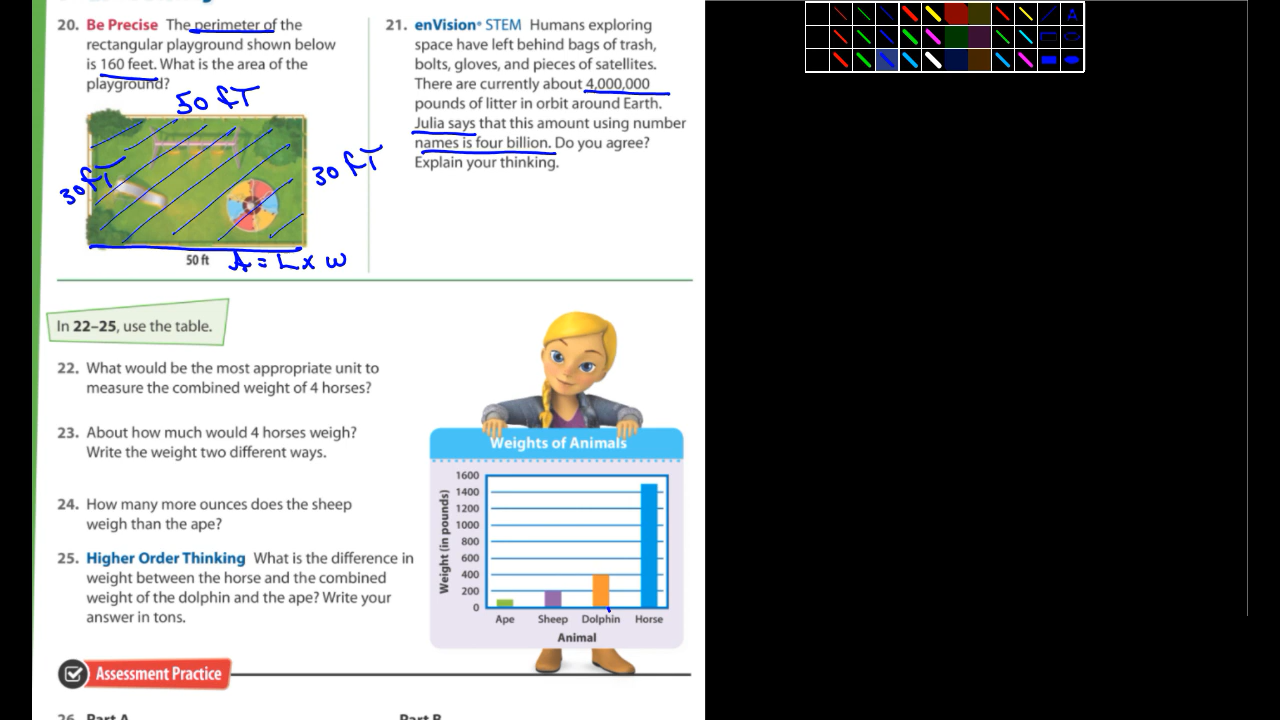 20. Be Precise The perimeter of the
rectangular playground shown below
is 160 feet. What is the area of the
playground?
50 fT
30 fT
30 fT
50 ft
A = L x w
21. enVision® STEM Humans exploring
space have left behind bags of trash,
bolts, gloves, and pieces of satellites.
There are currently about 4,000,000
pounds of litter in orbit around Earth.
Julia says that this amount using number
names is four billion. Do you agree?
Explain your thinking.
In 22–25, use the table.
22. What would be the most appropriate unit to
measure the combined weight of 4 horses?
23. About how much would 4 horses weigh?
Write the weight two different ways.
24. How many more ounces does the sheep
weigh than the ape?
25. Higher Order Thinking What is the difference in
weight between the horse and the combined
weight of the dolphin and the ape? Write your
answer in tons.
Weights of Animals
Weight (in pounds)
1600
1400
1200
1000
800
600
400
200
0
Ape Sheep Dolphin Horse
Animal
Assessment Practice
26. Part A
Part B
A